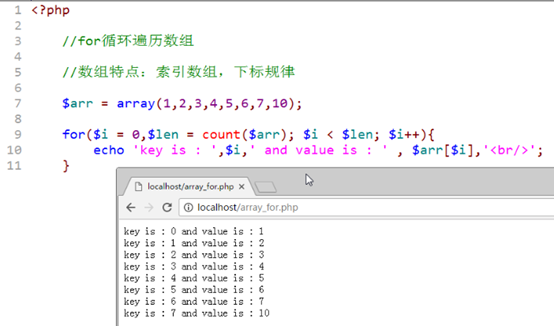 1 <?php
2
3 //for循环遍历数组
4
5 //数组特点：索引数组，下标规律
6
7 $arr = array(1,2,3,4,5,6,7,10);
8
9 for($i = 0,$len = count($arr); $i < $len; $i++){
10 echo 'key is : ',$i,' and value is : ' , $arr[$i],'<br/>';
11 }
localhost/array_for.php
localhost/array_for.php
key is : 0 and value is : 1
key is : 1 and value is : 2
key is : 2 and value is : 3
key is : 3 and value is : 4
key is : 4 and value is : 5
key is : 5 and value is : 6
key is : 6 and value is : 7
key is : 7 and value is : 10